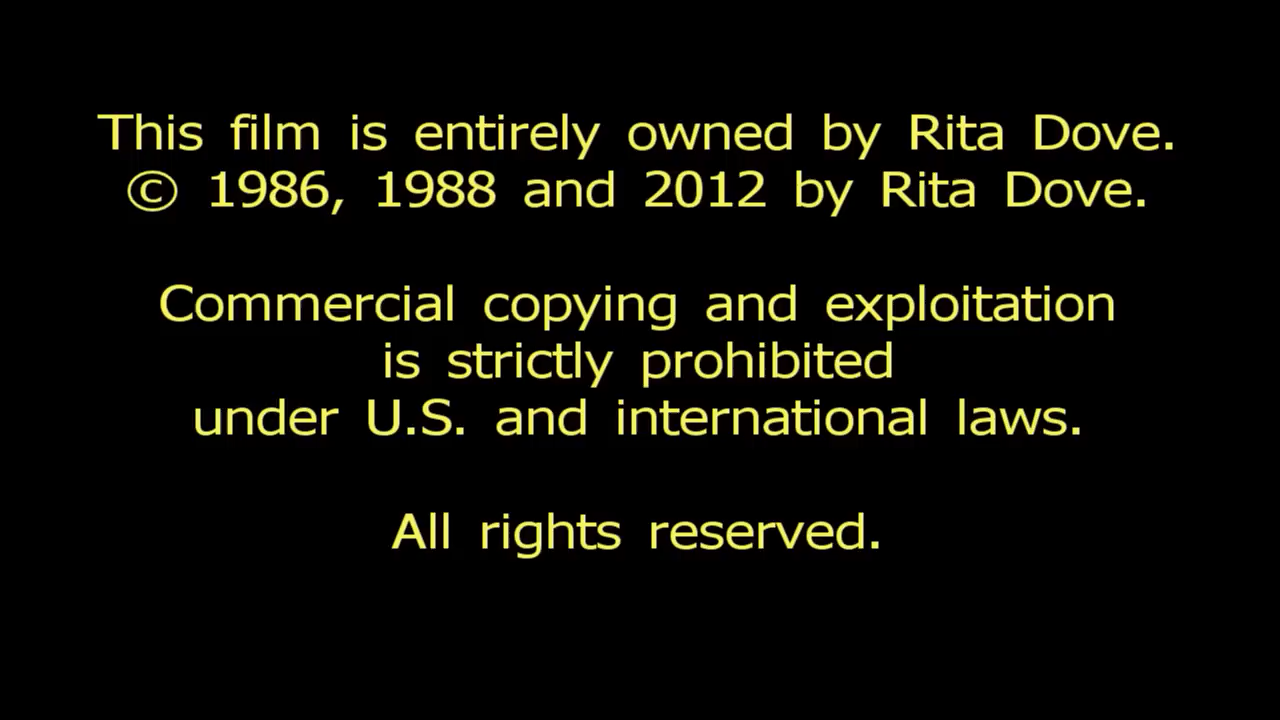 This film is entirely owned by Rita Dove.
© 1986, 1988 and 2012 by Rita Dove.
Commercial copying and exploitation
is strictly prohibited
under U.S. and international laws.
All rights reserved.